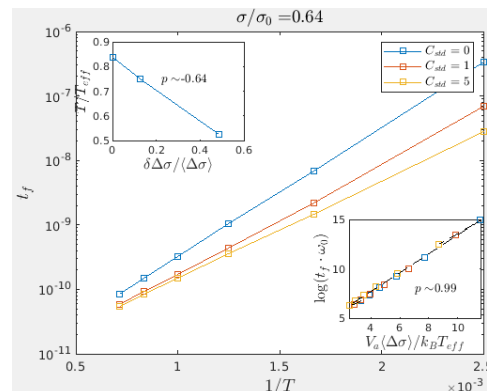 σ/σ₀ =0.64
10⁻⁶
10⁻⁷
10⁻⁸
10⁻⁹
10⁻¹⁰
10⁻¹¹
t_f
0.5
1
1.5
2
2.5
×10⁻³
1/T
C_std = 0
C_std = 1
C_std = 5
0.9
0.8
0.7
0.6
0.5
T/T_eff
p ~-0.64
0
0.2
0.4
0.6
δΔσ/⟨Δσ⟩
15
10
5
log(t_f · ω₀)
p ~0.99
4
6
8
10
V_a⟨Δσ⟩/k_BT_eff